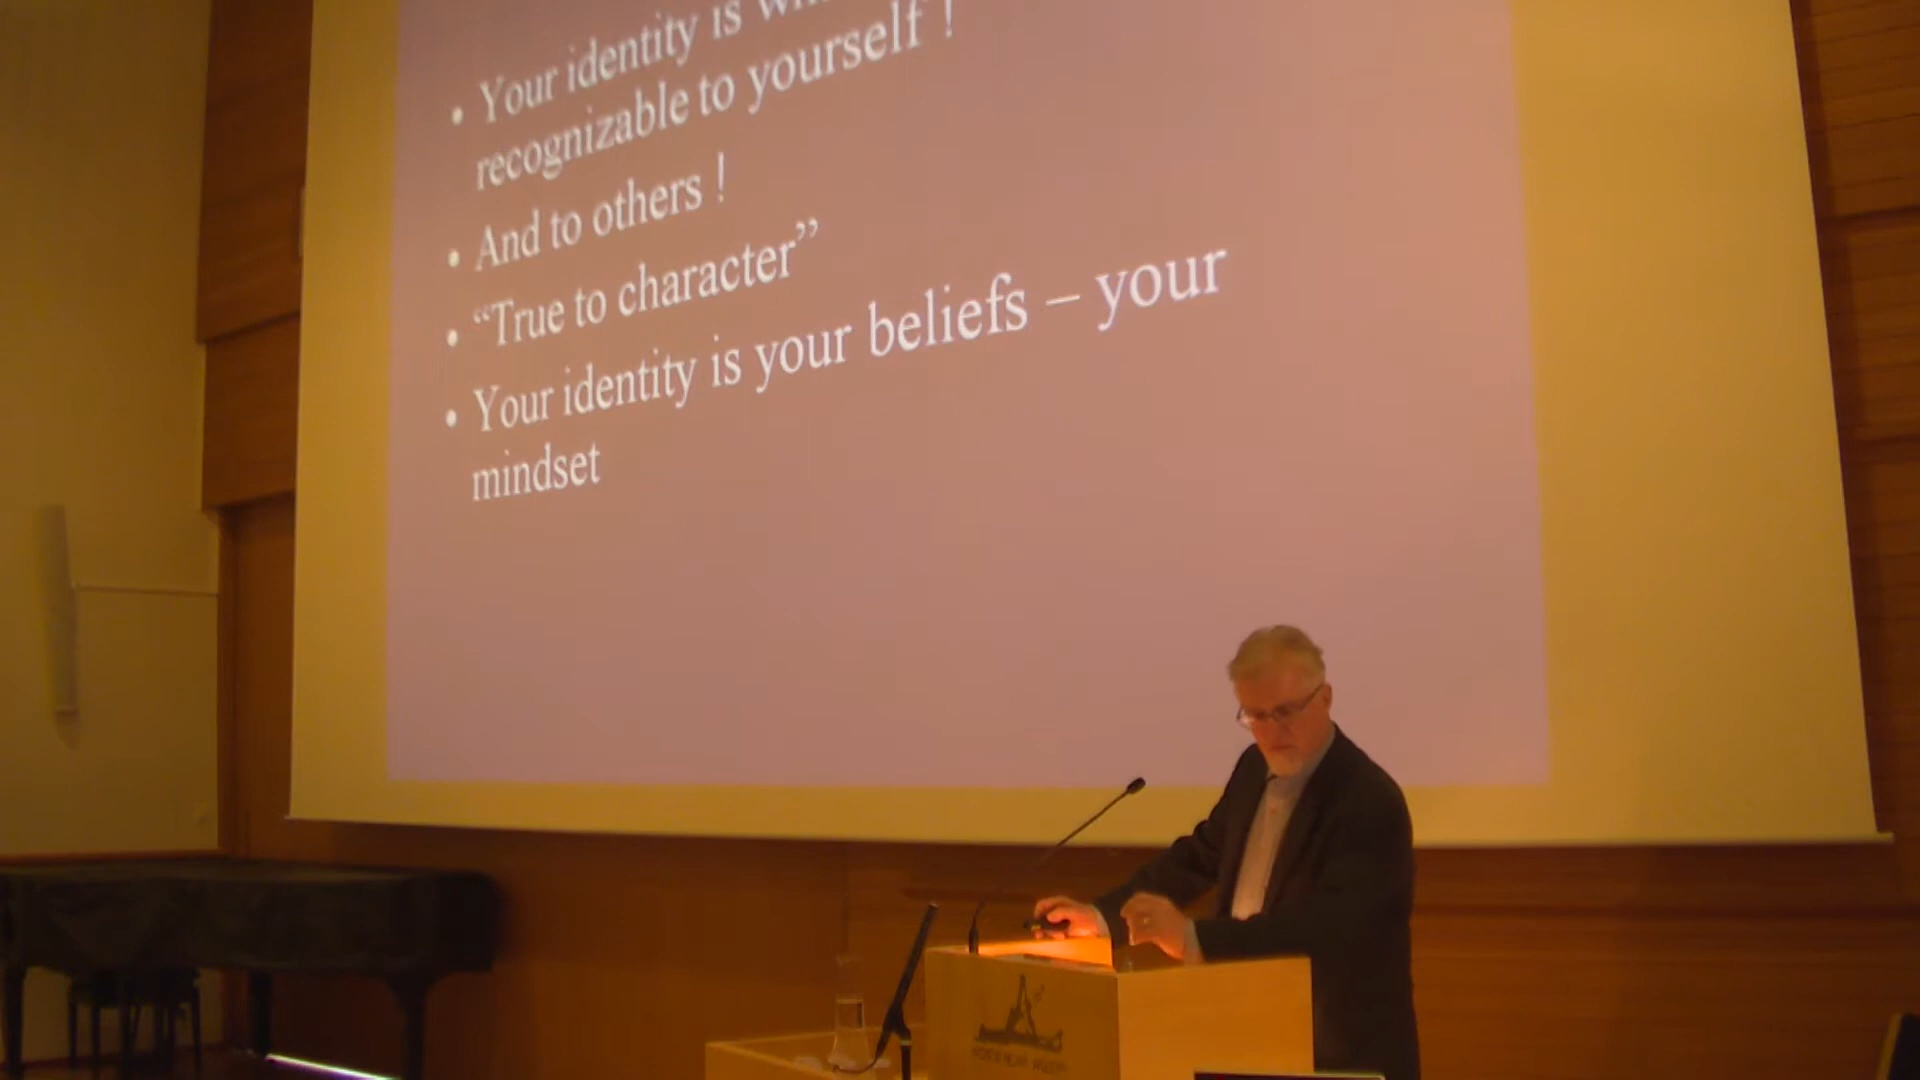 • Your identity is
recognizable to yourself !
• And to others !
• “True to character”
• Your identity is your beliefs – your
mindset